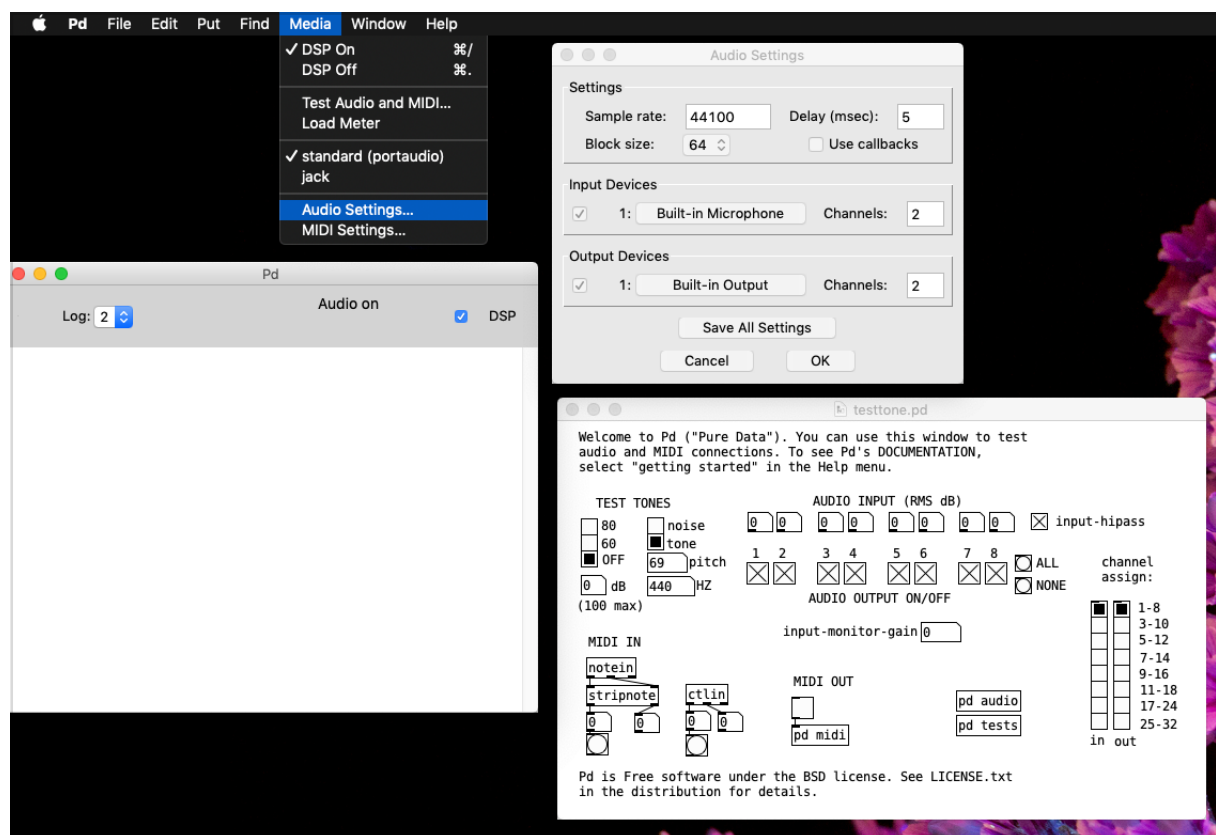 Pd File Edit Put Find Media Window Help
✓ DSP On ⌘/
DSP Off ⌘.
Test Audio and MIDI...
Load Meter
✓ standard (portaudio)
jack
Audio Settings...
MIDI Settings...
Audio Settings
Settings
Sample rate: 44100 Delay (msec): 5
Block size: 64 Use callbacks
Input Devices
1: Built-in Microphone Channels: 2
Output Devices
1: Built-in Output Channels: 2
Save All Settings
Cancel OK
Pd
Audio on
Log: 2 DSP
testtone.pd
Welcome to Pd ("Pure Data"). You can use this window to test
audio and MIDI connections. To see Pd's DOCUMENTATION,
select "getting started" in the Help menu.
TEST TONES
80 noise
60 tone
OFF 69 pitch
0 dB 440 HZ
(100 max)
AUDIO INPUT (RMS dB)
0 0 0 0 0 0 0 0 input-hipass
1 2 3 4 5 6 7 8
ALL
NONE
AUDIO OUTPUT ON/OFF
input-monitor-gain 0
channel
assign:
1-8
3-10
5-12
7-14
9-16
11-18
17-24
25-32
in out
MIDI IN
notein
stripnote ctlin
0 0 0 0
MIDI OUT
pd midi
pd audio
pd tests
Pd is Free software under the BSD license. See LICENSE.txt
in the distribution for details.